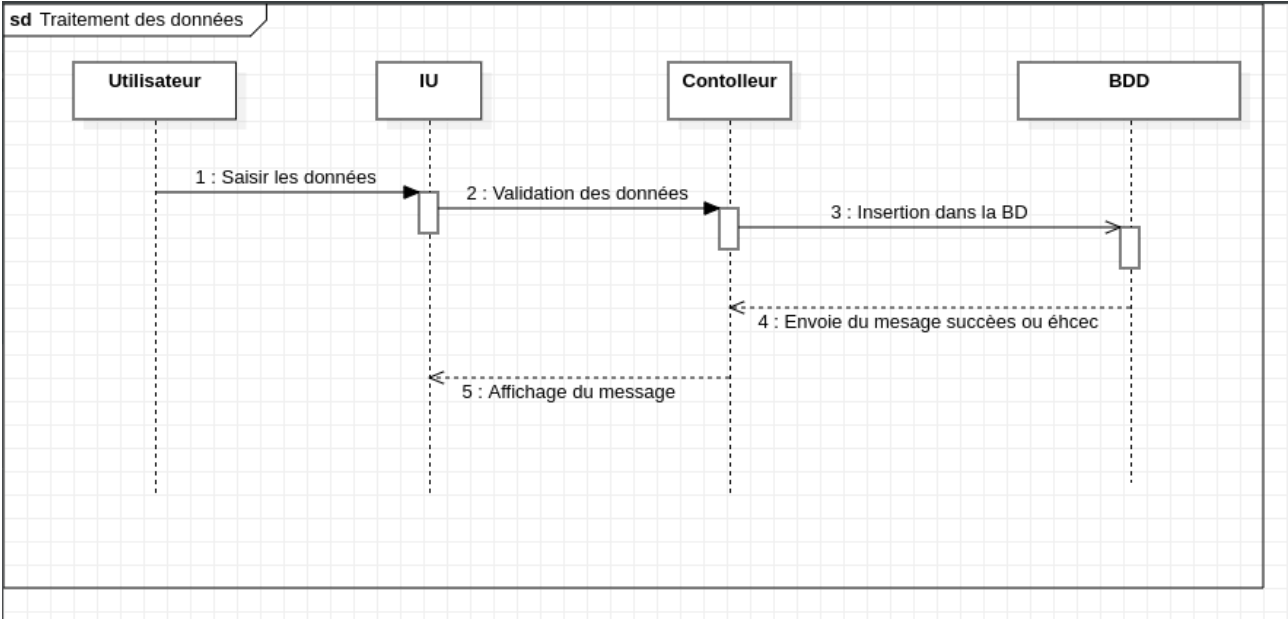 sd Traitement des données
Utilisateur
IU
Contolleur
BDD
1 : Saisir les données
2 : Validation des données
3 : Insertion dans la BD
4 : Envoie du mesage succèes ou éhcec
5 : Affichage du message